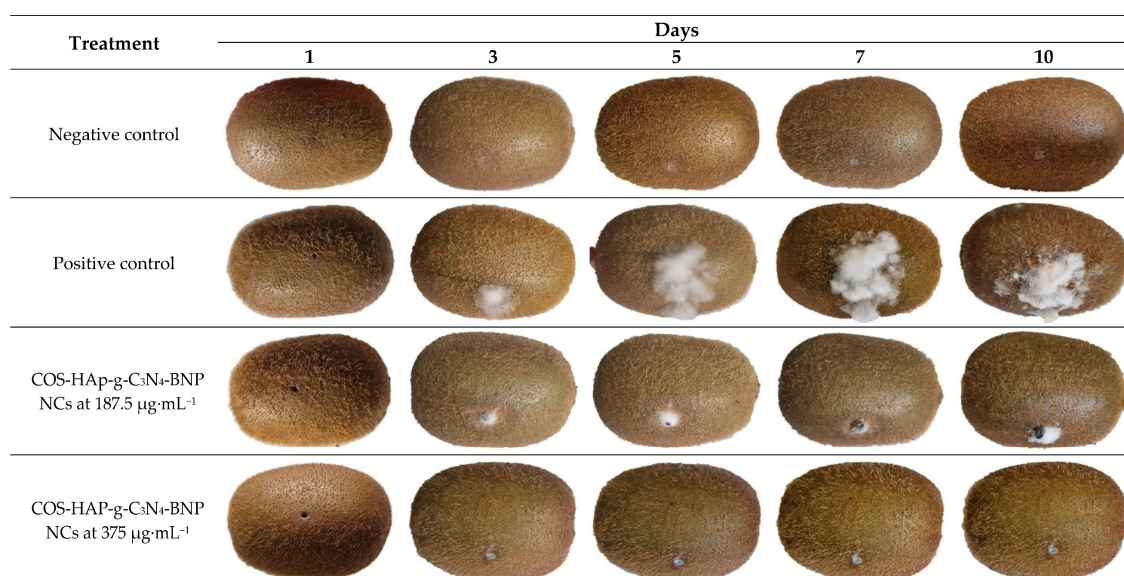 Treatment
Days
1 3 5 7 10
Negative control
Positive control
COS-HAp-g-C₃N₄-BNP
NCs at 187.5 µg·mL⁻¹
COS-HAP-g-C₃N₄-BNP
NCs at 375 µg·mL⁻¹